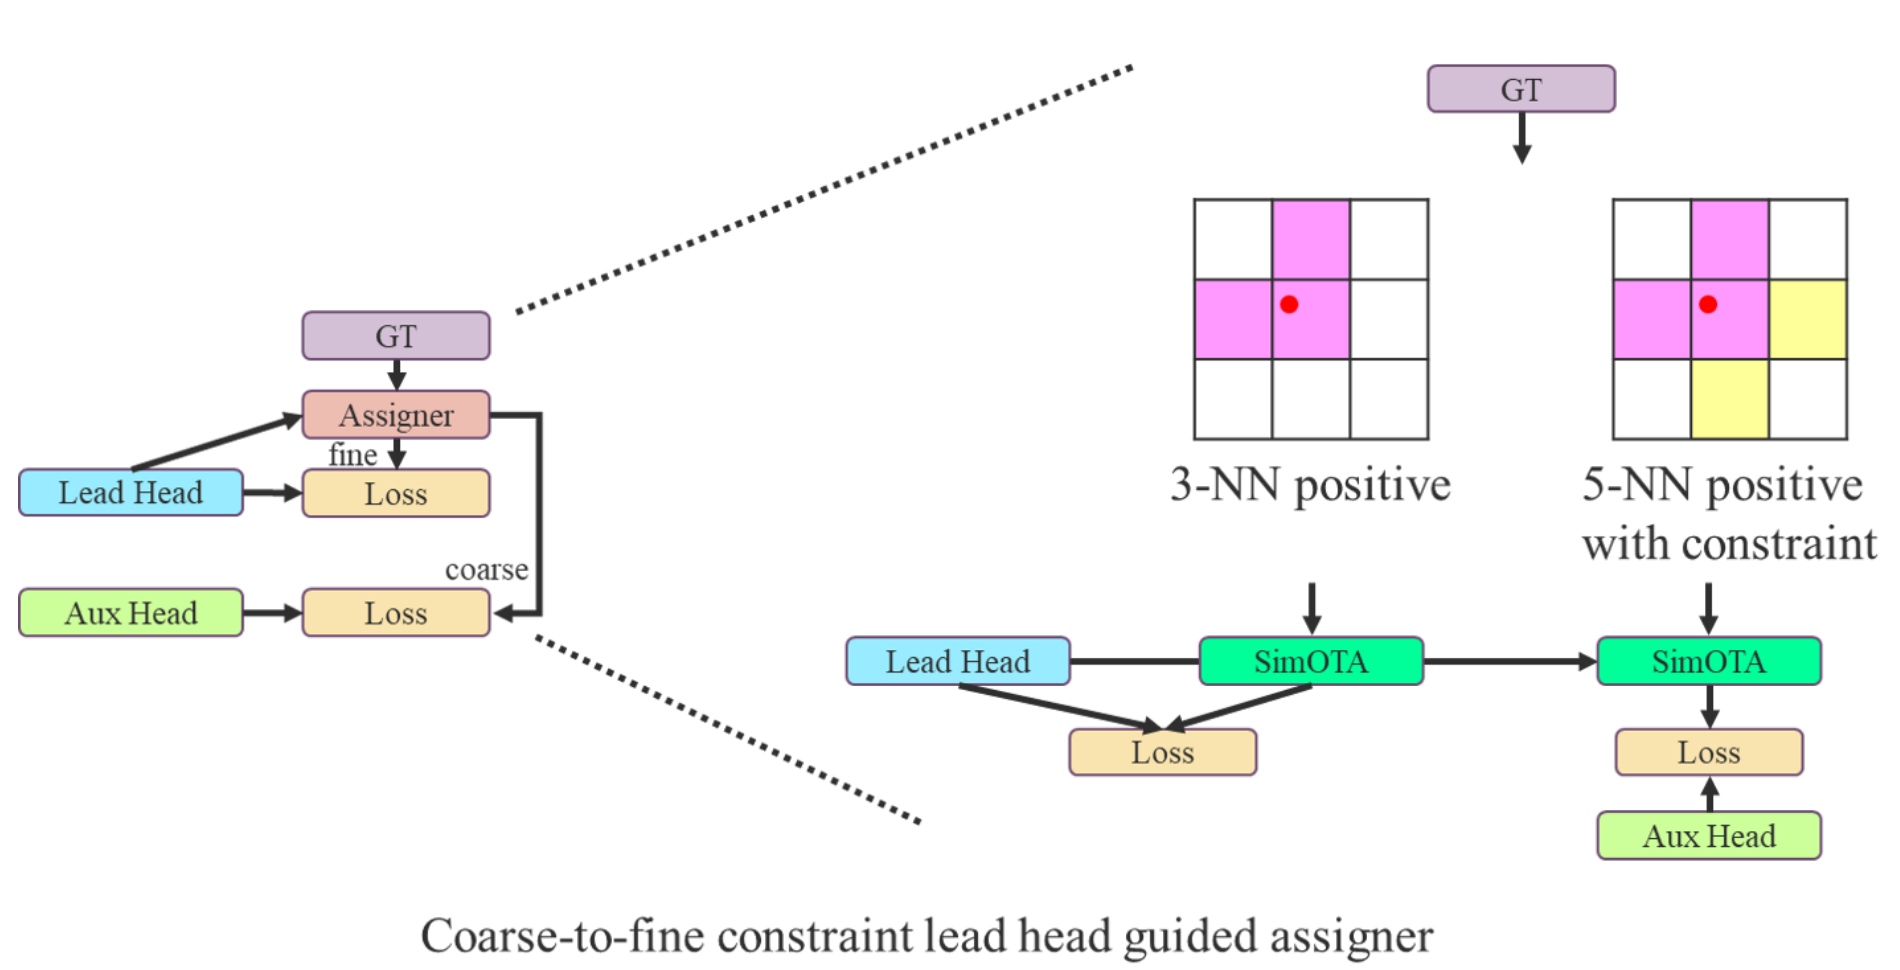 GT
Assigner
fine
Lead Head
Loss
coarse
Aux Head
Loss
GT
3-NN positive
5-NN positive
with constraint
Lead Head
SimOTA
SimOTA
Loss
Loss
Aux Head
Coarse-to-fine constraint lead head guided assigner